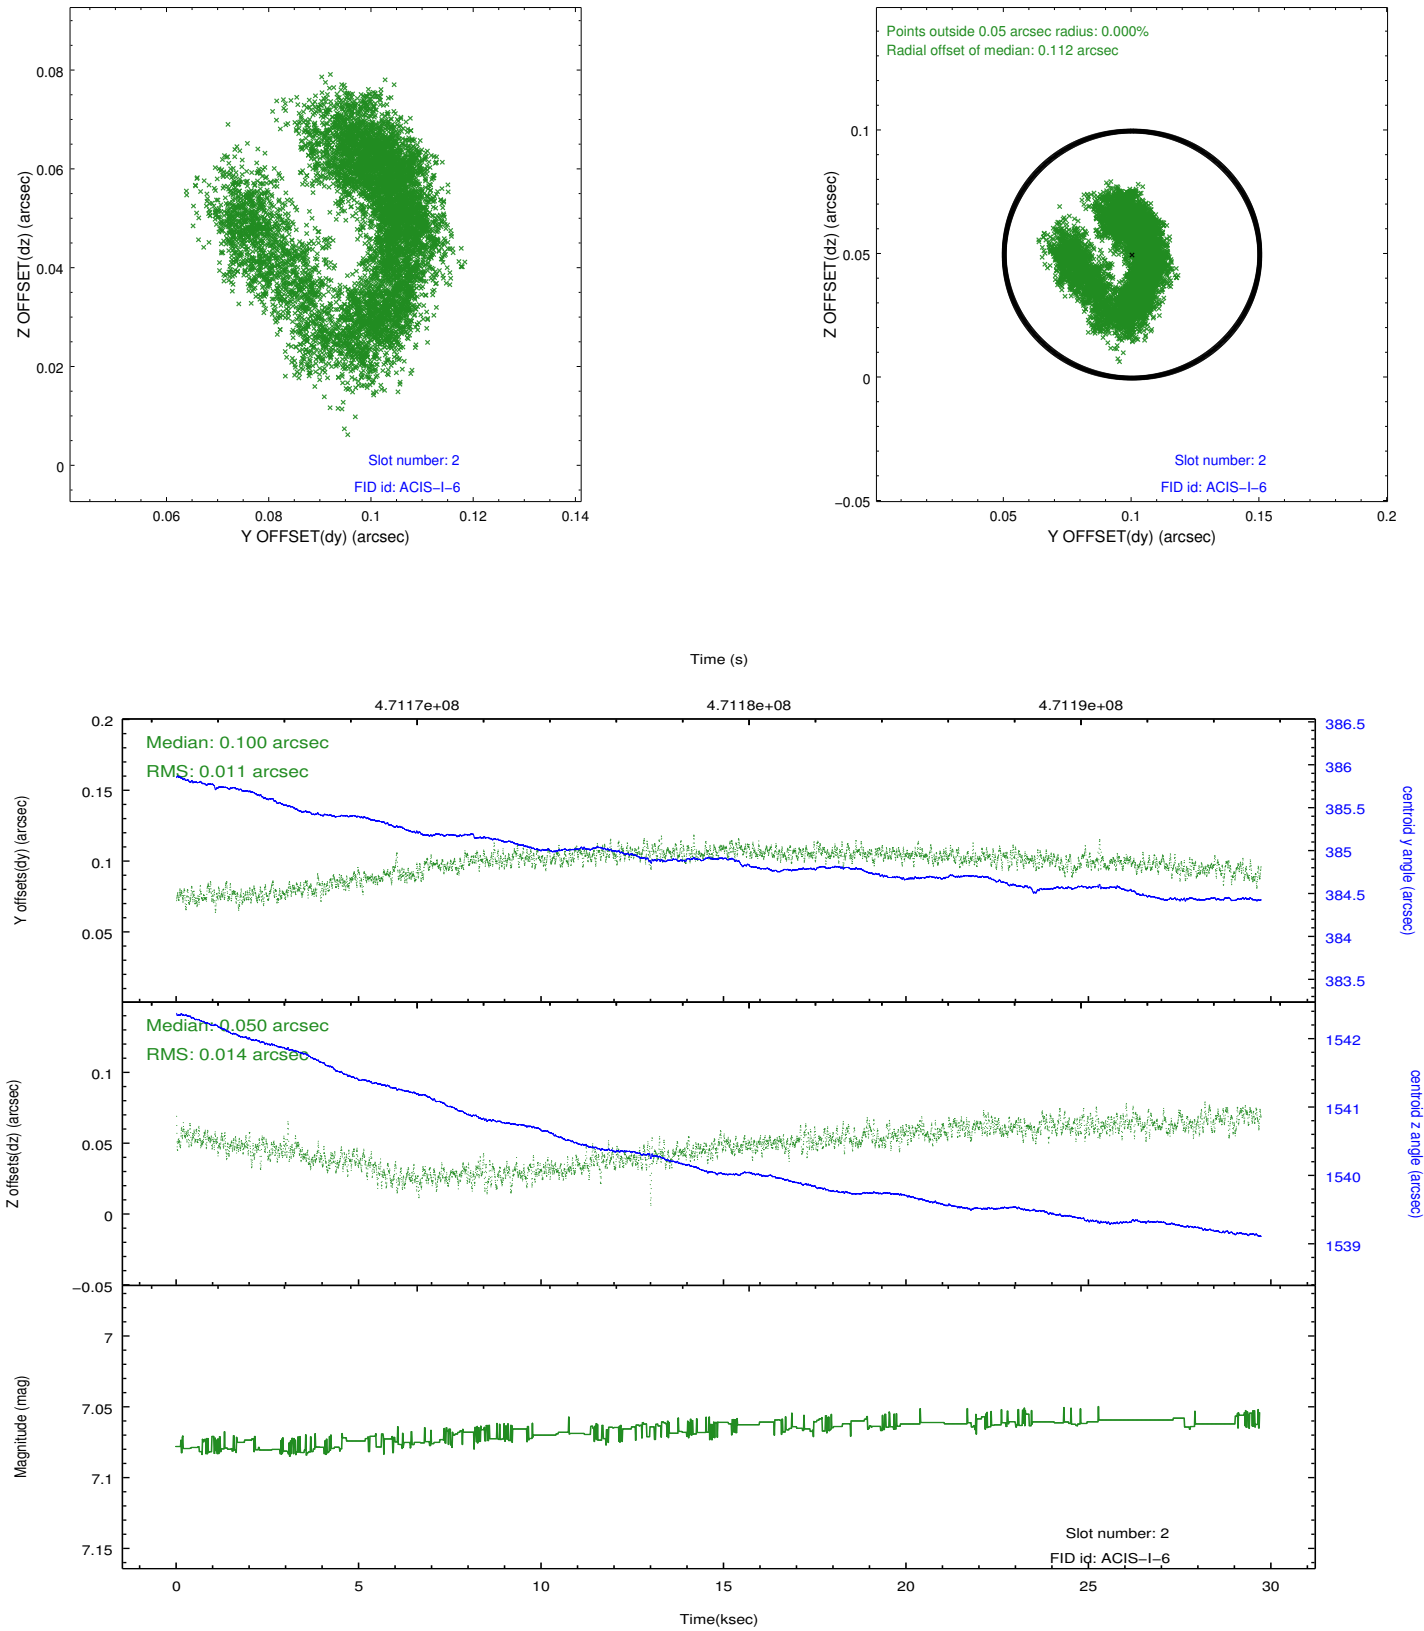 0.08
0.06
0.04
0.02
0
Z OFFSET(dz) (arcsec)
Slot number: 2
FID id: ACIS−I−6
0.06 0.08 0.1 0.12 0.14
Y OFFSET(dy) (arcsec)
Points outside 0.05 arcsec radius: 0.000%
Radial offset of median: 0.112 arcsec
0.1
0.05
0
−0.05
Z OFFSET(dz) (arcsec)
Slot number: 2
FID id: ACIS−I−6
0.05 0.1 0.15 0.2
Y OFFSET(dy) (arcsec)
Time (s)
4.7117e+08 4.7118e+08 4.7119e+08
Median: 0.100 arcsec
RMS: 0.011 arcsec
0.2
0.15
0.1
0.05
Y offsets(dy) (arcsec)
386.5
386
385.5
385
384.5
384
383.5
centroid y angle (arcsec)
Median: 0.050 arcsec
RMS: 0.014 arcsec
0.1
0.05
0
−0.05
Z offsets(dz) (arcsec)
1542
1541
1540
1539
centroid z angle (arcsec)
7
7.05
7.1
7.15
Magnitude (mag)
Slot number: 2
FID id: ACIS−I−6
0 5 10 15 20 25 30
Time(ksec)